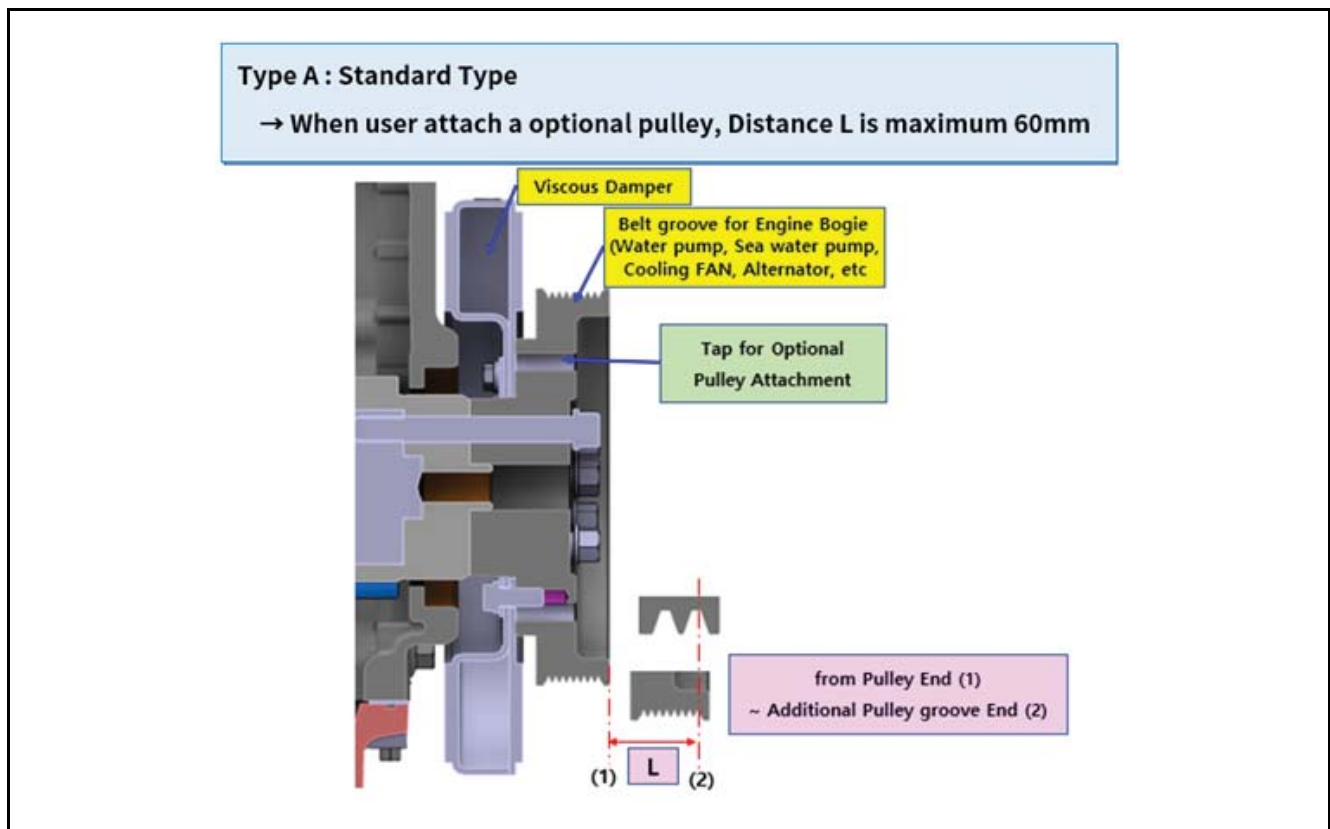 Type A : Standard Type
→ When user attach a optional pulley, Distance L is maximum 60mm
Viscous Damper
Belt groove for Engine Bogie
(Water pump, Sea water pump,
Cooling FAN, Alternator, etc
Tap for Optional
Pulley Attachment
from Pulley End (1)
~ Additional Pulley groove End (2)
(1)
L
(2)